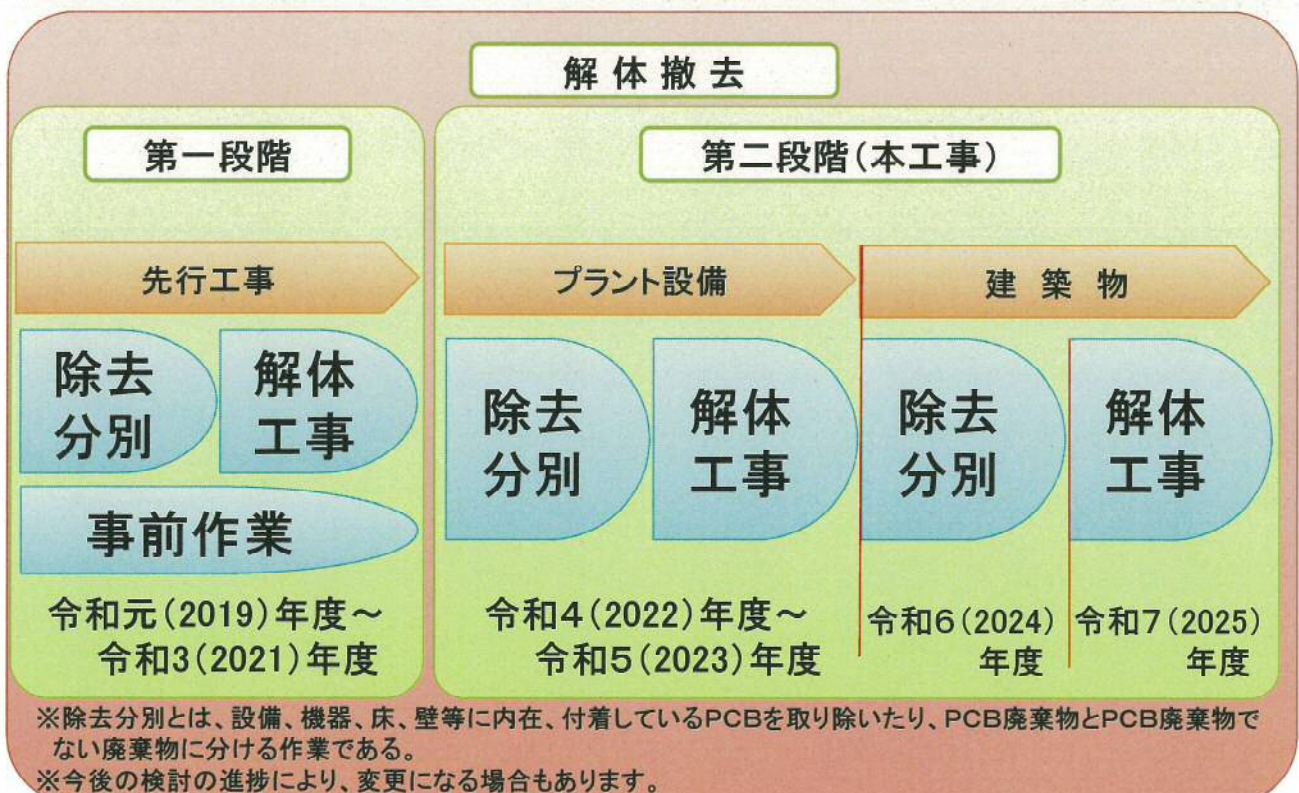 解体撤去
第一段階
第二段階(本工事)
先行工事
プラント設備
建築物
除去
分別
解体
工事
除去
分別
解体
工事
除去
分別
解体
工事
事前作業
令和元(2019)年度～
令和3(2021)年度
令和4(2022)年度～
令和5(2023)年度
令和6(2024)
年度
令和7(2025)
年度
※除去分別とは、設備、機器、床、壁等に内在、付着しているPCBを取り除いたり、PCB廃棄物とPCB廃棄物で
ない廃棄物に分ける作業である。
※今後の検討の進捗により、変更になる場合もあります。